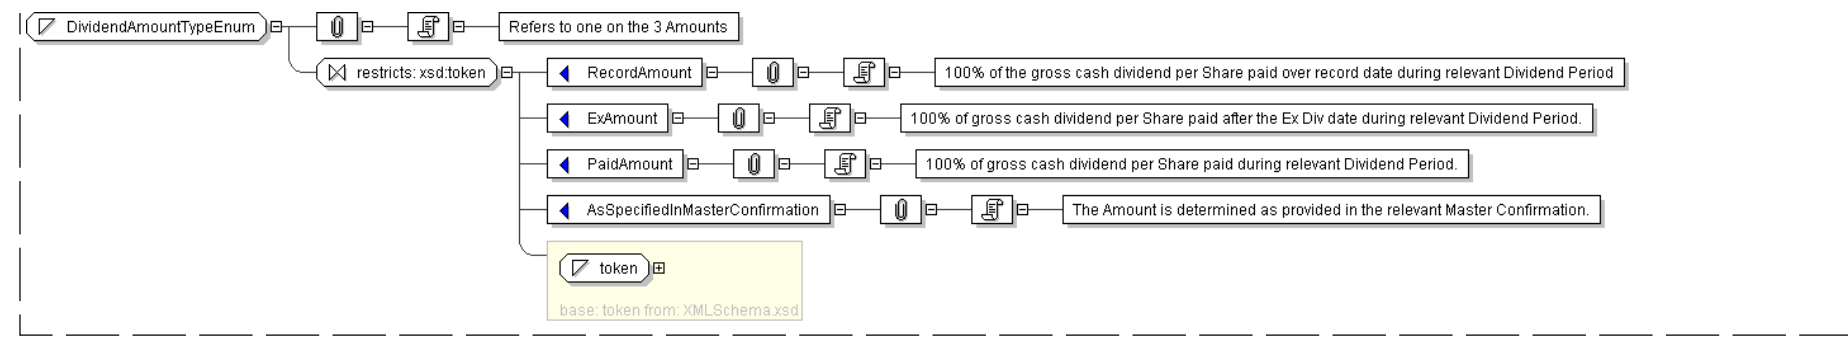 DividendAmountTypeEnum Refers to one on the 3 Amounts
restricts: xsd:token RecordAmount 100% of the gross cash dividend per Share paid over record date during relevant Dividend Period
ExAmount 100% of gross cash dividend per Share paid after the Ex Div date during relevant Dividend Period.
PaidAmount 100% of gross cash dividend per Share paid during relevant Dividend Period.
AsSpecifiedInMasterConfirmation The Amount is determined as provided in the relevant Master Confirmation.
token
base: token from: XMLSchema.xsd